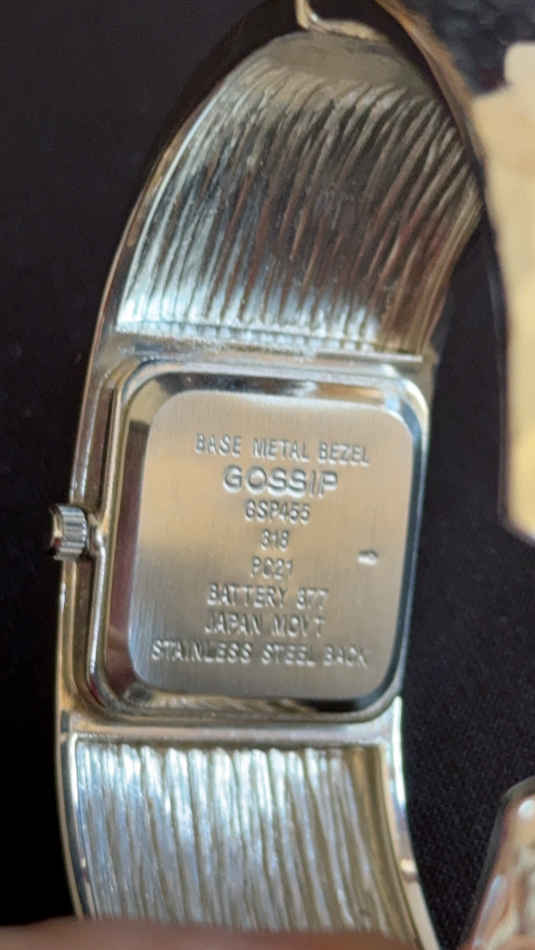 BASE METAL BEZEL
GOSSIP
GSP455
318
PC21
BATTERY 377
JAPAN MOVT
STAINLESS STEEL BACK